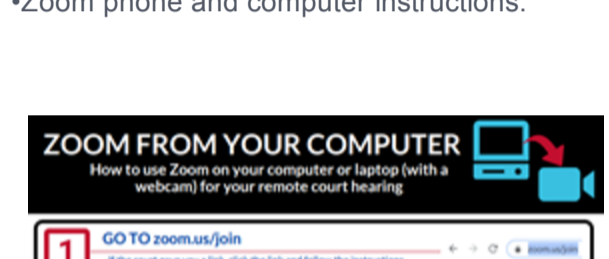 •Zoom phone and computer instructions.
ZOOM FROM YOUR COMPUTER
How to use Zoom on your computer or laptop (with a
webcam) for your remote court hearing
1
GO TO zoom.us/join
zoom.us/join